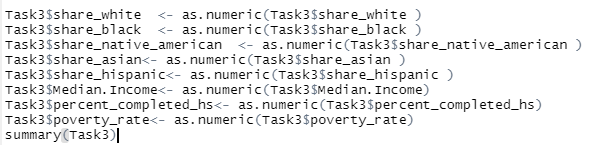 Task3$share_white  <- as.numeric(Task3$share_white )
Task3$share_black  <- as.numeric(Task3$share_black )
Task3$share_native_american  <- as.numeric(Task3$share_native_american )
Task3$share_asian<- as.numeric(Task3$share_asian )
Task3$share_hispanic<- as.numeric(Task3$share_hispanic )
Task3$Median.Income<- as.numeric(Task3$Median.Income)
Task3$percent_completed_hs<- as.numeric(Task3$percent_completed_hs)
Task3$poverty_rate<- as.numeric(Task3$poverty_rate)
summary(Task3)